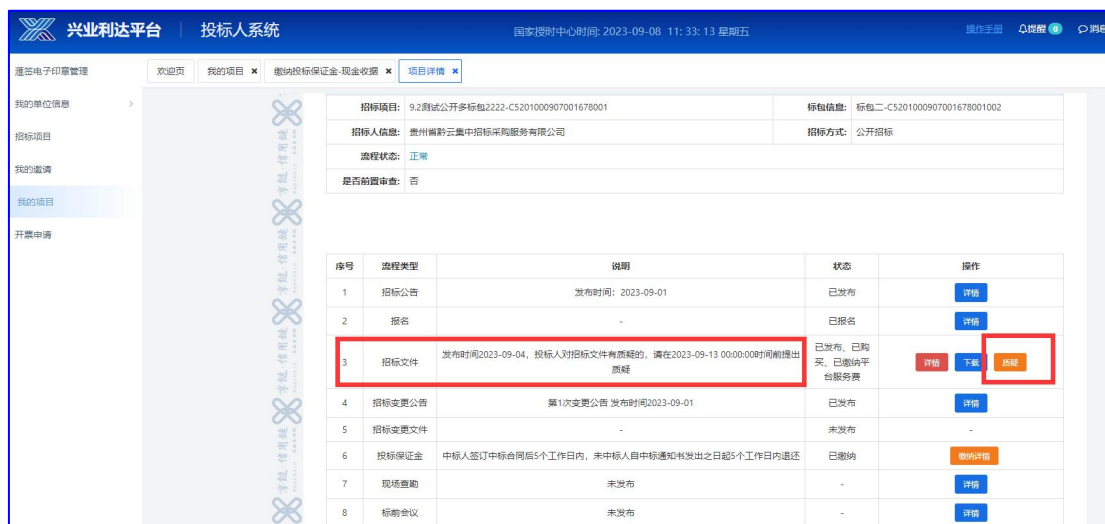 兴业利达平台 投标人系统 国家授时中心时间: 2023-09-08 11: 33: 13 星期五 操作手册 提醒 0 消息
滙签电子印章管理
欢迎页 我的项目 × 缴纳投标保证金-现金收据 × 项目详情 ×
我的单位信息 >
招标项目
我的邀请
我的项目
开票申请
招标项目: 9.2测试公开多标包2222-C5201000907001678001 标包信息: 标包二-C5201000907001678001002
招标人信息: 贵州省黔云集中招标采购服务有限公司 招标方式: 公开招标
流程状态: 正常
是否前置审查: 否
序号 流程类型 说明 状态 操作
1 招标公告 发布时间: 2023-09-01 已发布 详情
2 报名 - 已报名 详情
3 招标文件 发布时间2023-09-04, 投标人对招标文件有质疑的, 请在2023-09-13 00:00:00时间前提出 已发布、已购 详情 下载 质疑
质疑 买、已缴纳平
台服务费
4 招标变更公告 第1次变更公告 发布时间2023-09-01 已发布 详情
5 招标变更文件 - 未发布 -
6 投标保证金 中标人签订中标合同后5个工作日内, 未中标人自中标通知书发出之日起5个工作日内退还 已缴纳 缴纳详情
7 现场查勘 未发布 - 详情
8 标前会议 未发布 - 详情